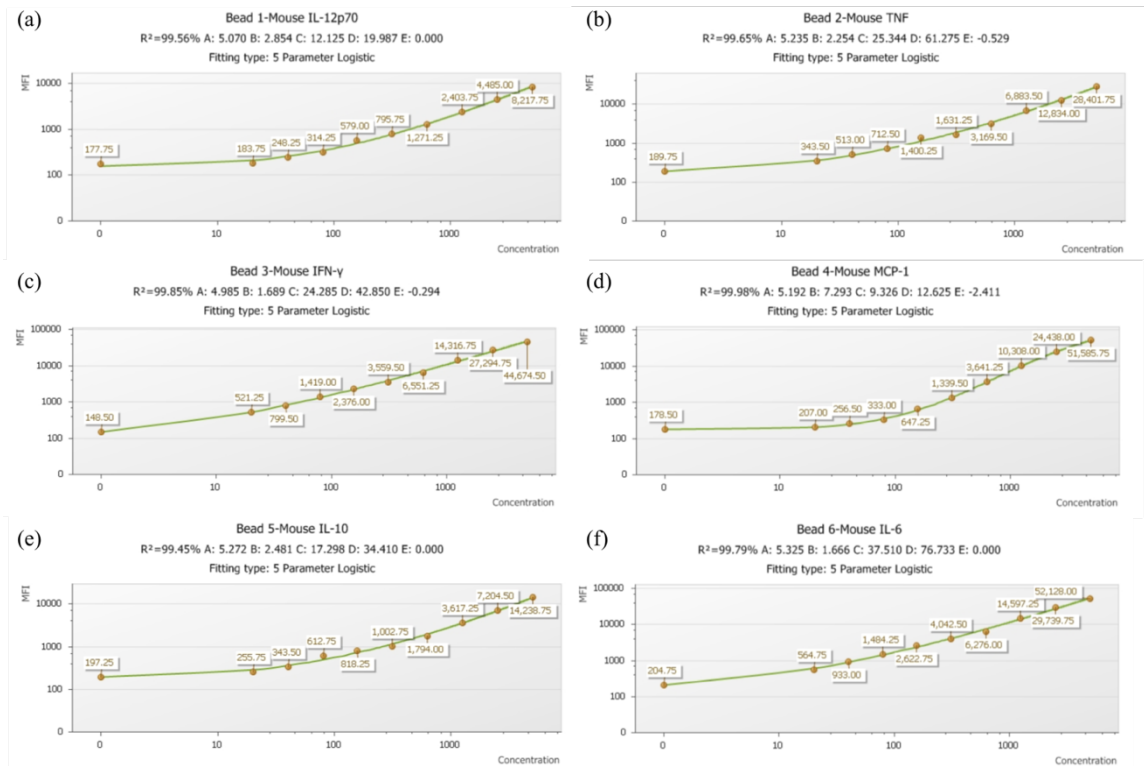 (a)
Bead 1-Mouse IL-12p70
R²=99.56% A: 5.070 B: 2.854 C: 12.125 D: 19.987 E: 0.000
Fitting type: 5 Parameter Logistic
MFI
10000
1000
100
0
177.75
183.75
248.25
314.25
579.00
795.75
1,271.25
2,403.75
4,485.00
8,217.75
0 10 100 1000
Concentration
(b)
Bead 2-Mouse TNF
R²=99.65% A: 5.235 B: 2.254 C: 25.344 D: 61.275 E: -0.529
Fitting type: 5 Parameter Logistic
MFI
10000
1000
100
0
189.75
343.50
513.00
712.50
1,400.25
1,631.25
3,169.50
6,883.50
12,834.00
28,401.75
0 10 100 1000
Concentration
(c)
Bead 3-Mouse IFN-γ
R²=99.85% A: 4.985 B: 1.689 C: 24.285 D: 42.850 E: -0.294
Fitting type: 5 Parameter Logistic
MFI
100000
10000
1000
100
0
148.50
521.25
799.50
1,419.00
2,376.00
3,559.50
6,551.25
14,316.75
27,294.75
44,674.50
0 10 100 1000
Concentration
(d)
Bead 4-Mouse MCP-1
R²=99.98% A: 5.192 B: 7.293 C: 9.326 D: 12.625 E: -2.411
Fitting type: 5 Parameter Logistic
MFI
100000
10000
1000
100
0
178.50
207.00
256.50
333.00
647.25
1,339.50
3,641.25
10,308.00
24,438.00
51,585.75
0 10 100 1000
Concentration
(e)
Bead 5-Mouse IL-10
R²=99.45% A: 5.272 B: 2.481 C: 17.298 D: 34.410 E: 0.000
Fitting type: 5 Parameter Logistic
MFI
10000
1000
100
0
197.25
255.75
343.50
612.75
818.25
1,002.75
1,794.00
3,617.25
7,204.50
14,238.75
0 10 100 1000
Concentration
(f)
Bead 6-Mouse IL-6
R²=99.79% A: 5.325 B: 1.666 C: 37.510 D: 76.733 E: 0.000
Fitting type: 5 Parameter Logistic
MFI
100000
10000
1000
100
0
204.75
564.75
933.00
1,484.25
2,622.75
4,042.50
6,276.00
14,597.25
29,739.75
52,128.00
0 10 100 1000
Concentration